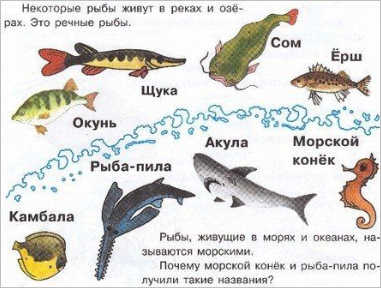 Некоторые рыбы живут в реках и озё-
рах. Это речные рыбы.
Сом
Ёрш
Щука
Окунь
Рыба-пила
Акула
Морской
конёк
Камбала
Рыбы, живущие в морях и океанах, на-
зываются морскими.
Почему морской конёк и рыба-пила по-
лучили такие названия?